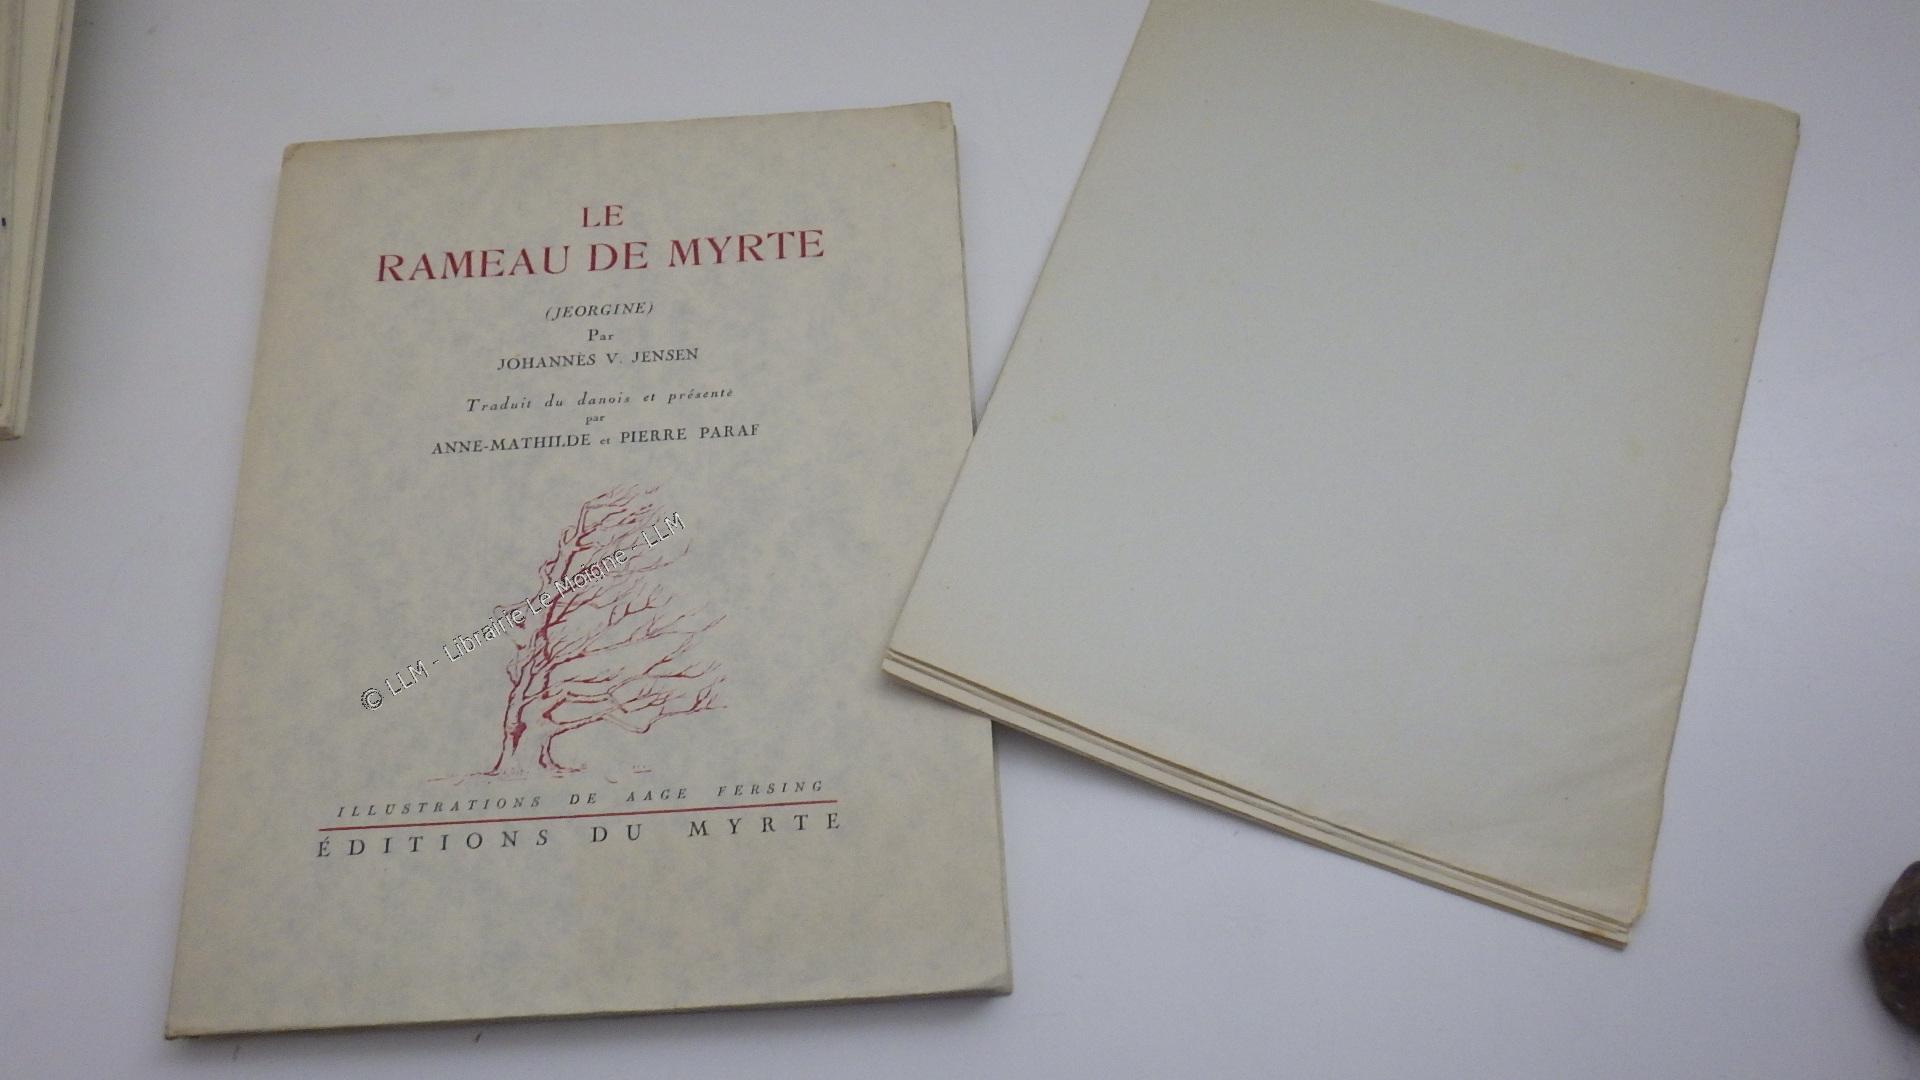 LE
RAMEAU DE MYRTE
(JEORGINE)
Par
JOHANNÈS V. JENSEN
Traduit du danois et présenté
par
ANNE-MATHILDE et PIERRE PARAF
© LLM - Librairie Le Moigne - LLM
ILLUSTRATIONS DE AAGE FERSING
ÉDITIONS DU MYRTE